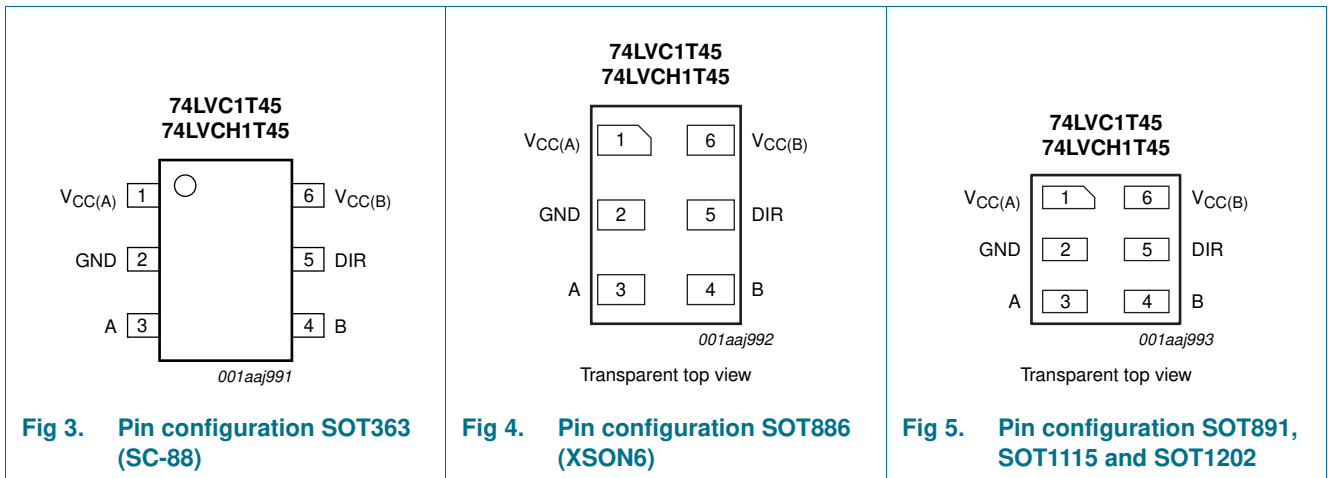 74LVC1T45
74LVCH1T45
VCC(A) 1 6 VCC(B)
GND 2 5 DIR
A 3 4 B
001aaj991
Fig 3. Pin configuration SOT363
(SC-88)
74LVC1T45
74LVCH1T45
VCC(A) 1 6 VCC(B)
GND 2 5 DIR
A 3 4 B
001aaj992
Transparent top view
Fig 4. Pin configuration SOT886
(XSON6)
74LVC1T45
74LVCH1T45
VCC(A) 1 6 VCC(B)
GND 2 5 DIR
A 3 4 B
001aaj993
Transparent top view
Fig 5. Pin configuration SOT891,
SOT1115 and SOT1202